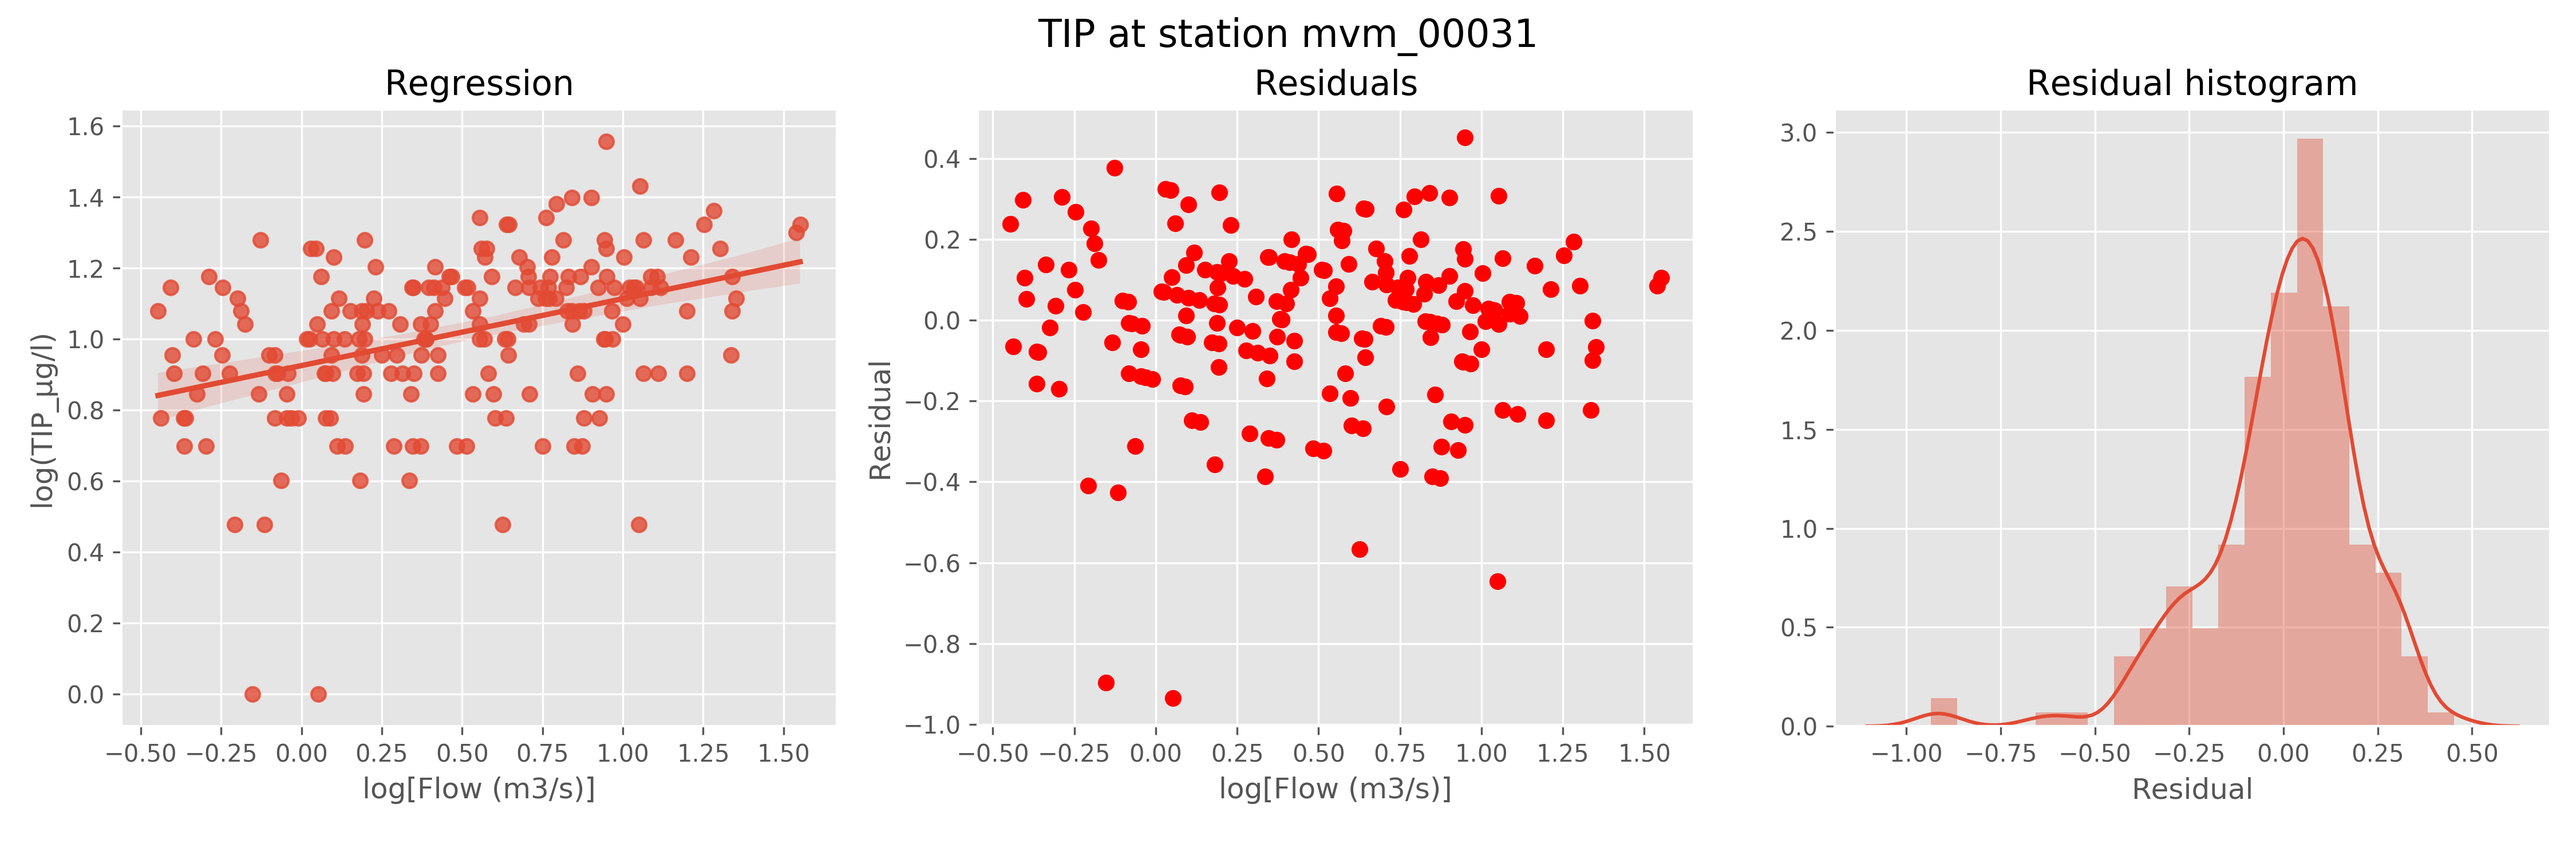 TIP at station mvm_00031
Regression
1.6
1.4
1.2
1.0
0.8
0.6
0.4
0.2
0.0
log(TIP_µg/l)
−0.50 −0.25 0.00 0.25 0.50 0.75 1.00 1.25 1.50
log[Flow (m3/s)]
Residuals
0.4
0.2
0.0
−0.2
−0.4
−0.6
−0.8
−1.0
Residual
−0.50 −0.25 0.00 0.25 0.50 0.75 1.00 1.25 1.50
log[Flow (m3/s)]
Residual histogram
3.0
2.5
2.0
1.5
1.0
0.5
0.0
−1.00 −0.75 −0.50 −0.25 0.00 0.25 0.50
Residual